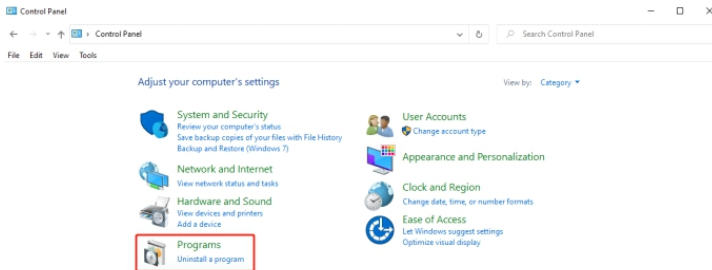 Control Panel
Control Panel
Search Control Panel
File Edit View Tools
Adjust your computer's settings
View by: Category
System and Security
Review your computer's status
Save backup copies of your files with File History
Backup and Restore (Windows 7)
Network and Internet
View network status and tasks
Hardware and Sound
View devices and printers
Add a device
Programs
Uninstall a program
User Accounts
Change account type
Appearance and Personalization
Clock and Region
Change date, time, or number formats
Ease of Access
Let Windows suggest settings
Optimize visual display